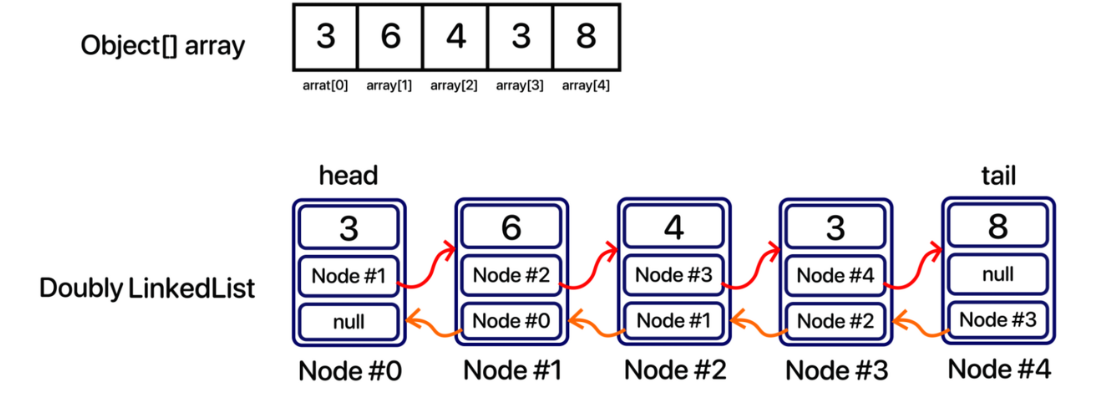 Object[] array
3 6 4 3 8
arrat[0] array[1] array[2] array[3] array[4]
head tail
Doubly LinkedList
3 6 4 3 8
Node #1 Node #2 Node #3 Node #4 null
null Node #0 Node #1 Node #2 Node #3
Node #0 Node #1 Node #2 Node #3 Node #4